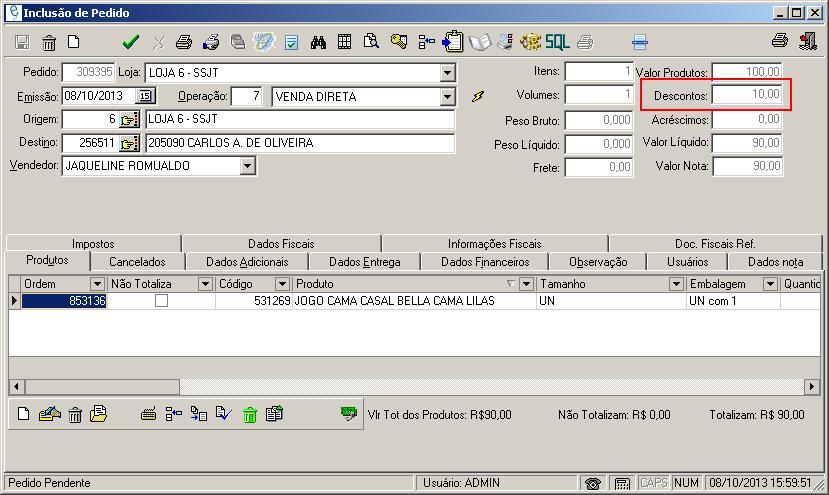 Inclusão de Pedido
SQL
Pedido: 309395 Loja: LOJA 6 - SSJT Itens: 1 Valor Produtos: 100,00
Emissão: 08/10/2013 15 Operação: 7 VENDA DIRETA Volumes: 1 Descontos: 10,00
Origem: 6 LOJA 6 - SSJT Peso Bruto: 0,000 Acréscimos: 0,00
Destino: 256511 205090 CARLOS A. DE OLIVEIRA Peso Líquido: 0,000 Valor Líquido: 90,00
Vendedor: JAQUELINE ROMUALDO Frete: 0,00 Valor Nota: 90,00
Impostos Dados Fiscais Informações Fiscais Doc. Fiscais Ref.
Produtos Cancelados Dados Adicionais Dados Entrega Dados Financeiros Observação Usuários Dados nota
Ordem Não Totaliza Código Produto Tamanho Embalagem Quantid
853136 531269 JOGO CAMA CASAL BELLA CAMA LILAS UN UN com 1
Vlr Tot dos Produtos: R$90,00 Não Totalizam: R$ 0,00 Totalizam: R$ 90,00
Pedido Pendente Usuário: ADMIN CAPS NUM 08/10/2013 15:59:51